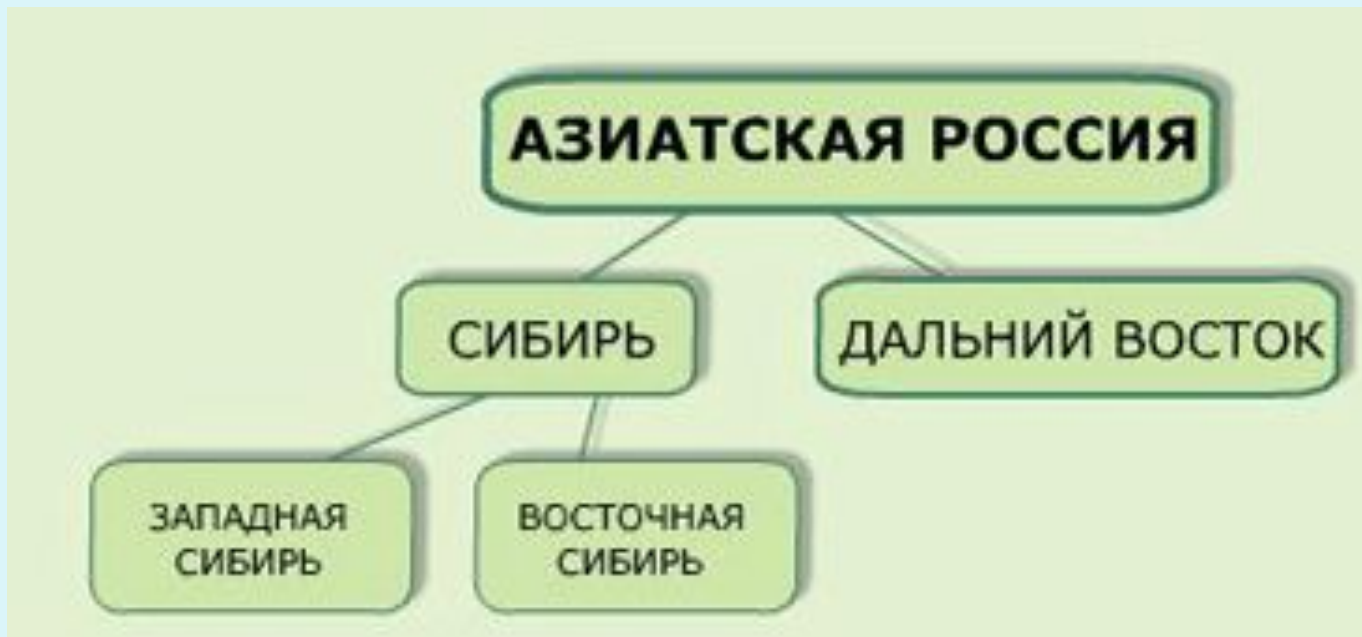 АЗИАТСКАЯ РОССИЯ
СИБИРЬ
ДАЛЬНИЙ ВОСТОК
ЗАПАДНАЯ
СИБИРЬ
ВОСТОЧНАЯ
СИБИРЬ